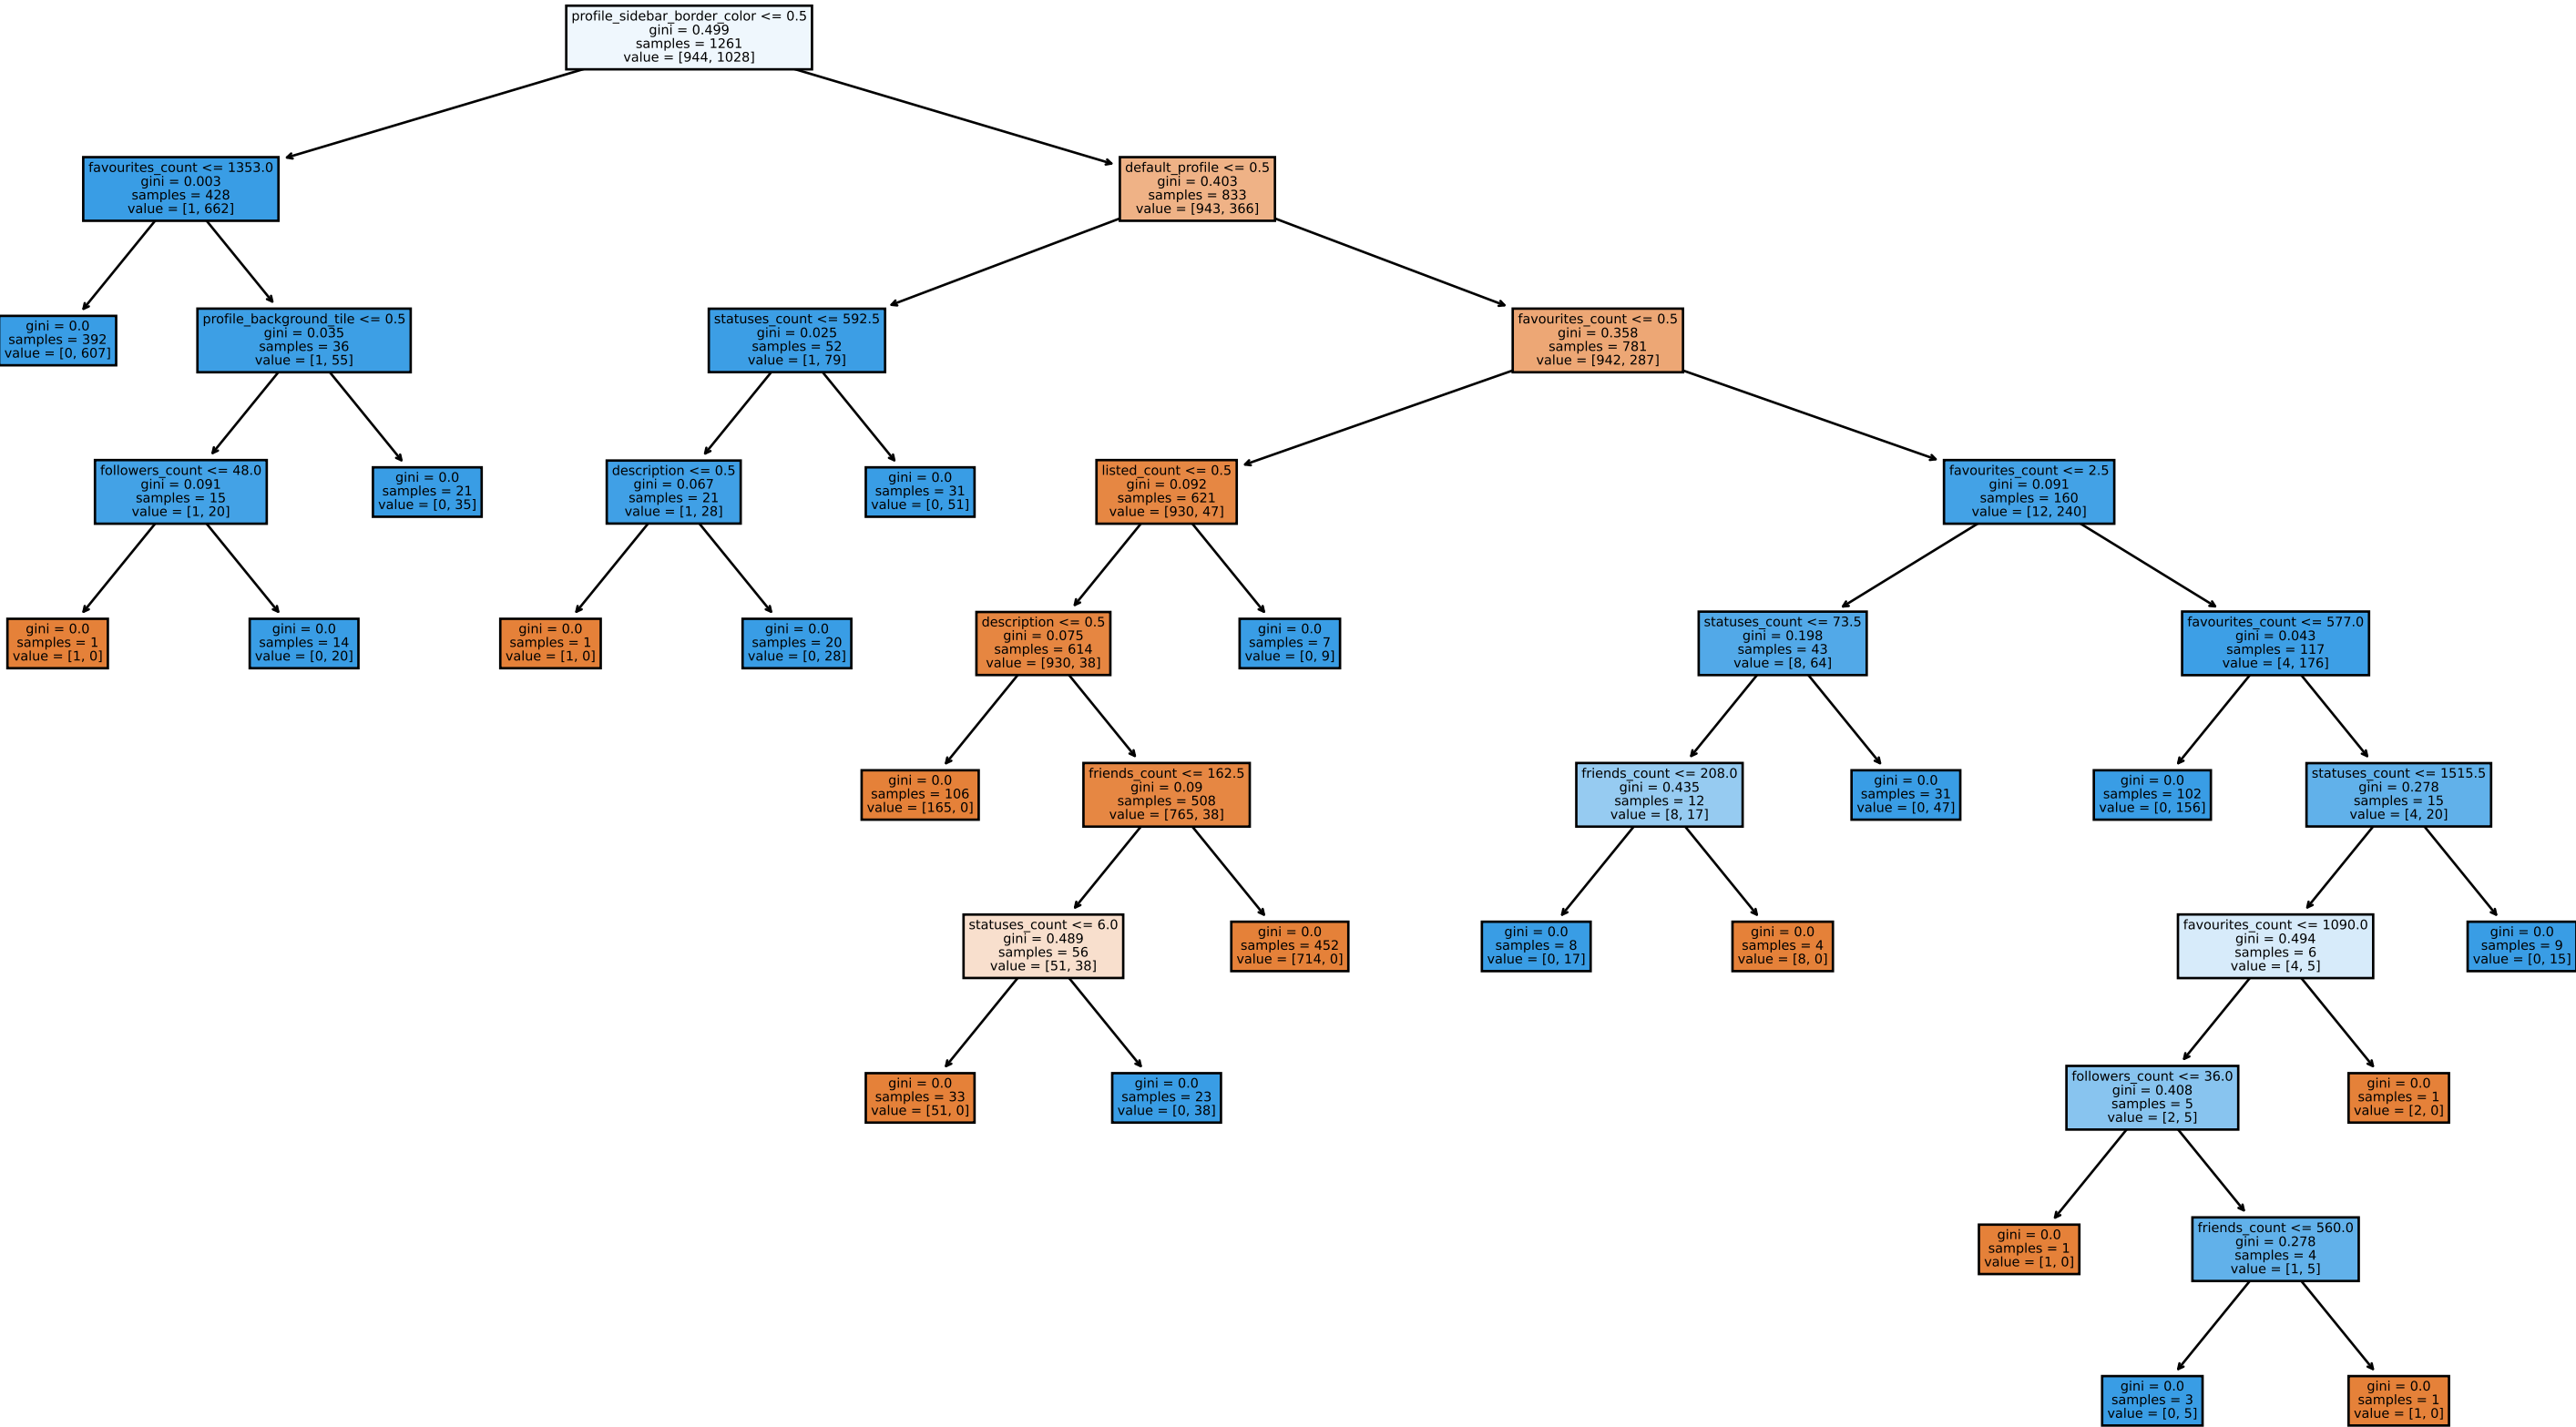 profile_sidebar_border_color <= 0.5
gini = 0.499
samples = 1261
value = [944, 1028]
favourites_count <= 1353.0
gini = 0.003
samples = 428
value = [1, 662]
default_profile <= 0.5
gini = 0.403
samples = 833
value = [943, 366]
gini = 0.0
samples = 392
value = [0, 607]
profile_background_tile <= 0.5
gini = 0.035
samples = 36
value = [1, 55]
statuses_count <= 592.5
gini = 0.025
samples = 52
value = [1, 79]
favourites_count <= 0.5
gini = 0.358
samples = 781
value = [942, 287]
followers_count <= 48.0
gini = 0.091
samples = 15
value = [1, 20]
gini = 0.0
samples = 21
value = [0, 35]
description <= 0.5
gini = 0.067
samples = 21
value = [1, 28]
gini = 0.0
samples = 31
value = [0, 51]
listed_count <= 0.5
gini = 0.092
samples = 621
value = [930, 47]
favourites_count <= 2.5
gini = 0.091
samples = 160
value = [12, 240]
gini = 0.0
samples = 1
value = [1, 0]
gini = 0.0
samples = 14
value = [0, 20]
gini = 0.0
samples = 1
value = [1, 0]
gini = 0.0
samples = 20
value = [0, 28]
description <= 0.5
gini = 0.075
samples = 614
value = [930, 38]
gini = 0.0
samples = 7
value = [0, 9]
statuses_count <= 73.5
gini = 0.198
samples = 43
value = [8, 64]
favourites_count <= 577.0
gini = 0.043
samples = 117
value = [4, 176]
gini = 0.0
samples = 106
value = [165, 0]
friends_count <= 162.5
gini = 0.09
samples = 508
value = [765, 38]
friends_count <= 208.0
gini = 0.435
samples = 12
value = [8, 17]
gini = 0.0
samples = 31
value = [0, 47]
gini = 0.0
samples = 102
value = [0, 156]
statuses_count <= 1515.5
gini = 0.278
samples = 15
value = [4, 20]
statuses_count <= 6.0
gini = 0.489
samples = 56
value = [51, 38]
gini = 0.0
samples = 452
value = [714, 0]
gini = 0.0
samples = 8
value = [0, 17]
gini = 0.0
samples = 4
value = [8, 0]
favourites_count <= 1090.0
gini = 0.494
samples = 6
value = [4, 5]
gini = 0.0
samples = 9
value = [0, 15]
gini = 0.0
samples = 33
value = [51, 0]
gini = 0.0
samples = 23
value = [0, 38]
followers_count <= 36.0
gini = 0.408
samples = 5
value = [2, 5]
gini = 0.0
samples = 1
value = [2, 0]
gini = 0.0
samples = 1
value = [1, 0]
friends_count <= 560.0
gini = 0.278
samples = 4
value = [1, 5]
gini = 0.0
samples = 3
value = [0, 5]
gini = 0.0
samples = 1
value = [1, 0]